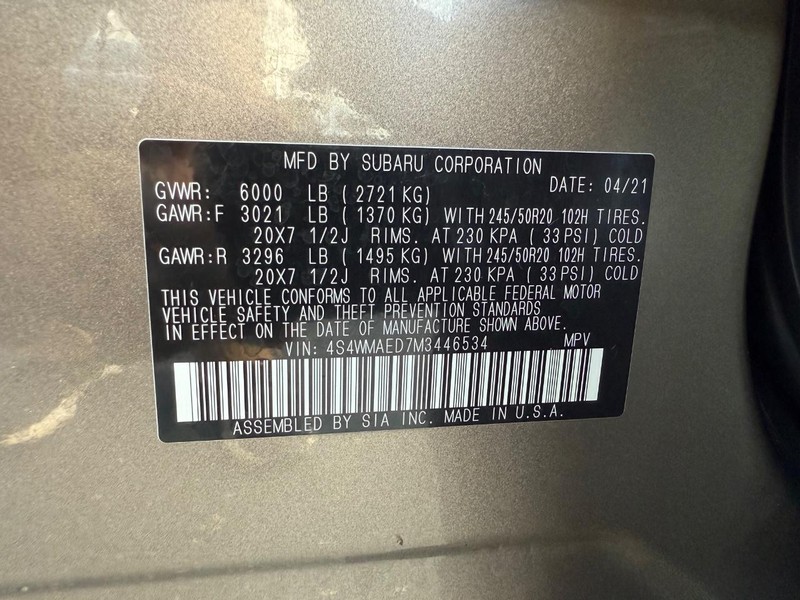 MFD BY SUBARU CORPORATION
DATE: 04/21
GVWR: 6000 LB ( 2721 KG)
GAWR:F 3021 LB ( 1370 KG) WITH 245/50R20 102H TIRES.
20X7 1/2J RIMS. AT 230 KPA ( 33 PSI) COLD
GAWR:R 3296 LB ( 1495 KG) WITH 245/50R20 102H TIRES.
20X7 1/2J RIMS. AT 230 KPA ( 33 PSI) COLD
THIS VEHICLE CONFORMS TO ALL APPLICABLE FEDERAL MOTOR
VEHICLE SAFETY AND THEFT PREVENTION STANDARDS
IN EFFECT ON THE DATE OF MANUFACTURE SHOWN ABOVE.
VIN: 4S4WMAED7M3446534 MPV
ASSEMBLED BY SIA INC. MADE IN U.S.A.